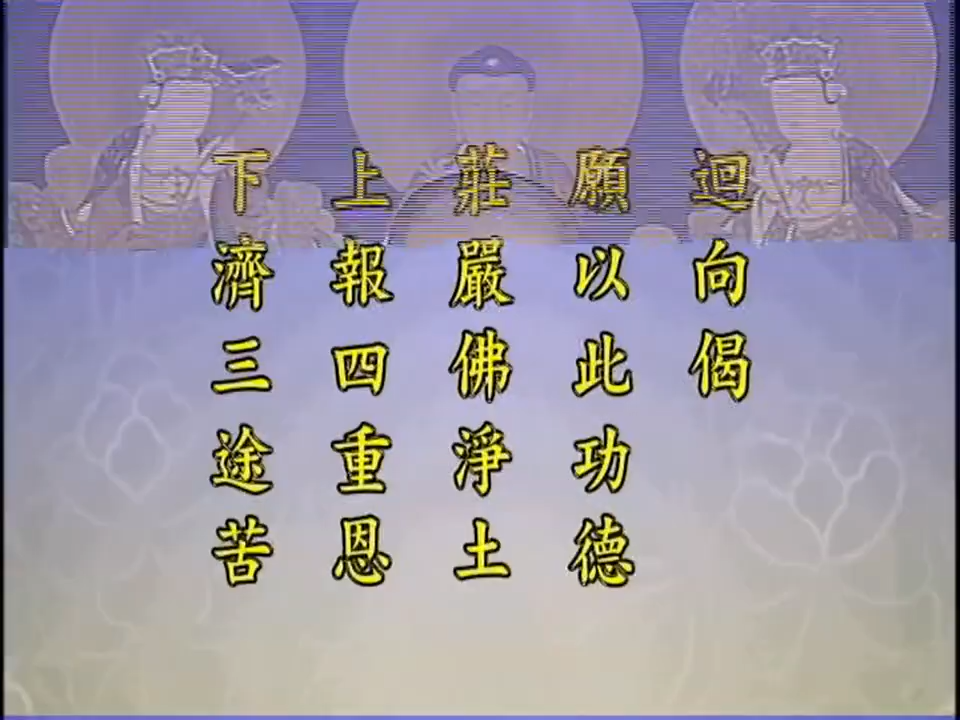 迴向偈
願以此功德
莊嚴佛淨土
上報四重恩
下濟三途苦